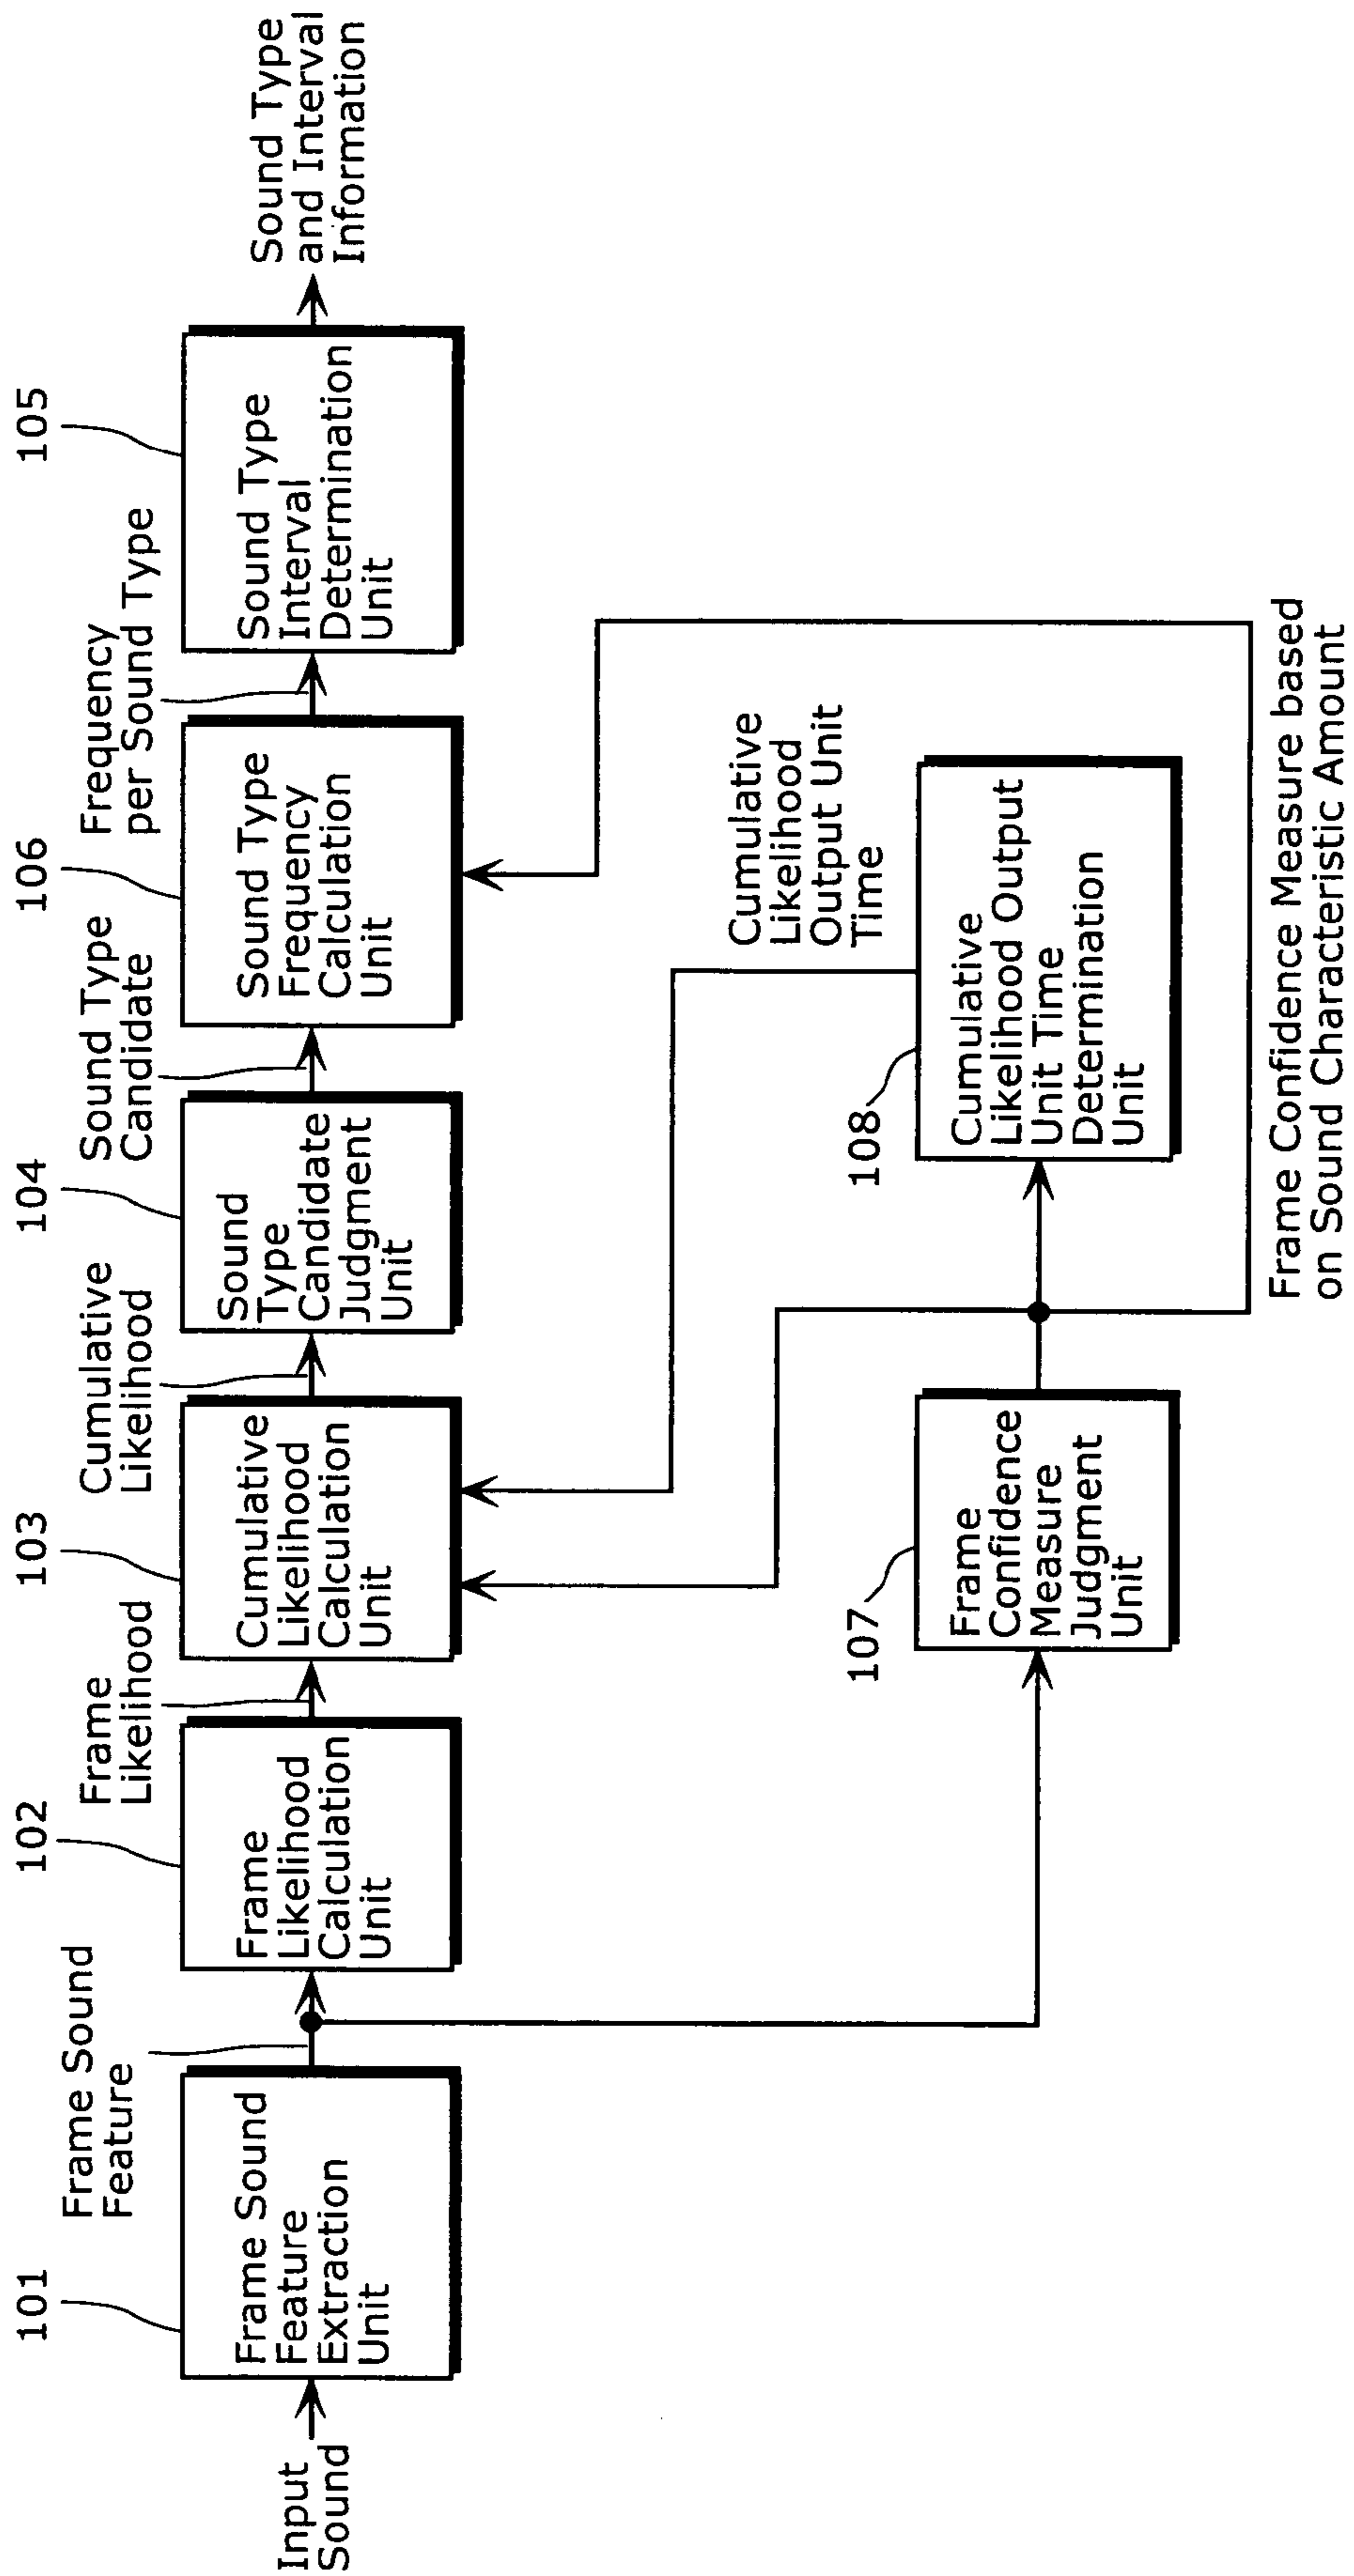 Input
Sound
101
Frame Sound
Feature
Extraction
Unit
Frame Sound
Feature
102
Frame
Likelihood
Calculation
Unit
Frame
Likelihood
103
Cumulative
Likelihood
Calculation
Unit
Cumulative
Likelihood
104
Sound
Type
Candidate
Judgment
Unit
Sound Type
Candidate
106
Sound Type
Frequency
Calculation
Unit
Frequency
per Sound Type
105
Sound Type
Interval
Determination
Unit
Sound Type
and Interval
Information
107
Frame
Confidence
Measure
Judgment
Unit
108
Cumulative
Likelihood Output
Unit Time
Determination
Unit
Cumulative
Likelihood
Output Unit
Time
Frame Confidence Measure based
on Sound Characteristic Amount